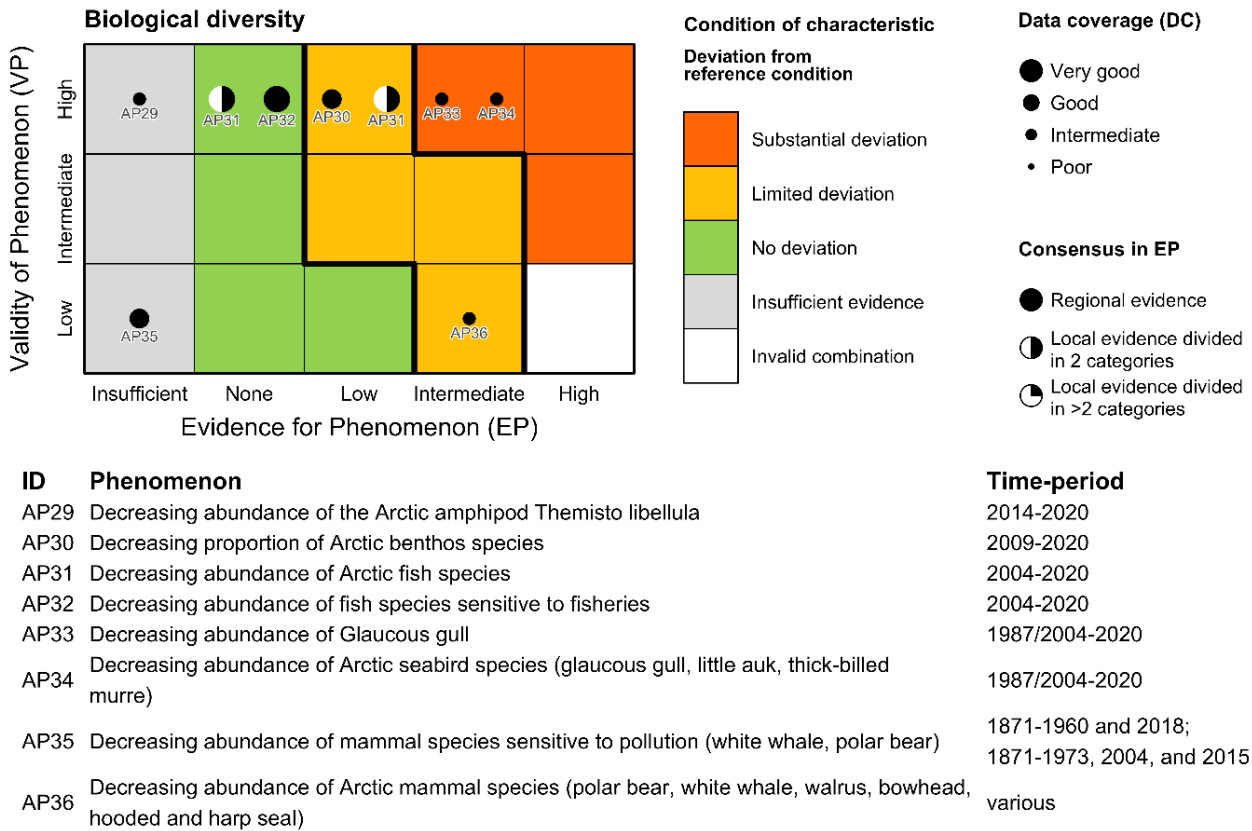 Biological diversity
Validity of Phenomenon (VP)
High
Intermediate
Low
AP29
AP31
AP32
AP30
AP31
AP33
AP34
AP35
AP36
Insufficient
None
Low
Intermediate
High
Evidence for Phenomenon (EP)
Condition of characteristic
Deviation from
reference condition
Substantial deviation
Limited deviation
No deviation
Insufficient evidence
Invalid combination
Data coverage (DC)
Very good
Good
Intermediate
Poor
Consensus in EP
Regional evidence
Local evidence divided
in 2 categories
Local evidence divided
in >2 categories
ID Phenomenon Time-period
AP29 Decreasing abundance of the Arctic amphipod Themisto libellula 2014-2020
AP30 Decreasing proportion of Arctic benthos species 2009-2020
AP31 Decreasing abundance of Arctic fish species 2004-2020
AP32 Decreasing abundance of fish species sensitive to fisheries 2004-2020
AP33 Decreasing abundance of Glaucous gull 1987/2004-2020
AP34 Decreasing abundance of Arctic seabird species (glaucous gull, little auk, thick-billed
murre) 1987/2004-2020
AP35 Decreasing abundance of mammal species sensitive to pollution (white whale, polar bear) 1871-1960 and 2018;
1871-1973, 2004, and 2015
AP36 Decreasing abundance of Arctic mammal species (polar bear, white whale, walrus, bowhead,
hooded and harp seal) various